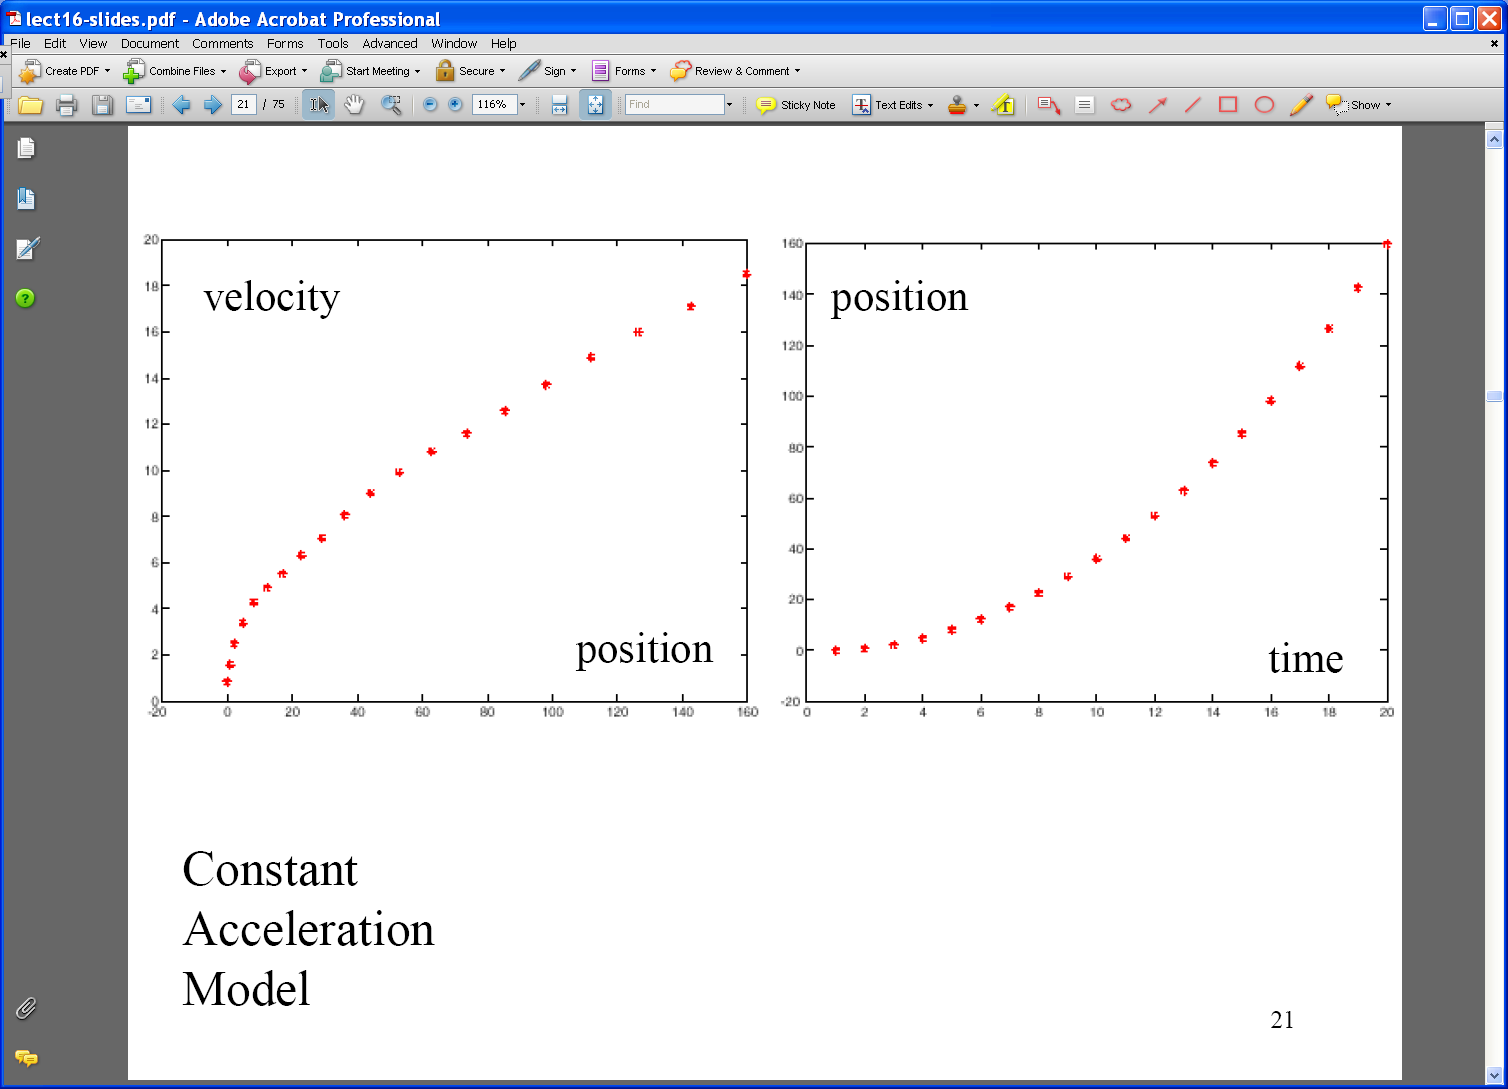 lect16-slides.pdf - Adobe Acrobat Professional
File Edit View Document Comments Forms Tools Advanced Window Help
Create PDF Combine Files Export Start Meeting Secure Sign Forms Review & Comment
21 / 75 116% Find Sticky Note Text Edits Show
velocity
20
18
16
14
12
10
8
6
4
2
0
position
-20 0 20 40 60 80 100 120 140 160
position
160
140
120
100
80
60
40
20
0
-20
time
0 2 4 6 8 10 12 14 16 18 20
Constant
Acceleration
Model
21